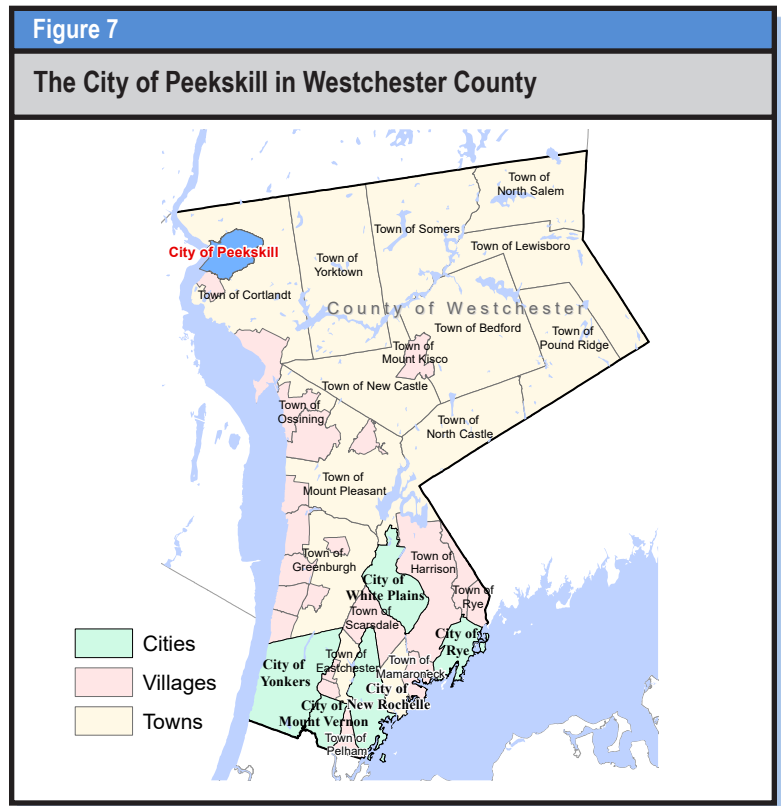 Figure 7
The City of Peekskill in Westchester County
Town of
North Salem
Town of Somers
Town of Lewisboro
City of Peekskill
Town of
Yorktown
Town of Cortlandt
County of Westchester
Town of Bedford
Town of
Pound Ridge
Town of
Mount Kisco
Town of New Castle
Town of
Ossining
Town of
North Castle
Town of
Mount Pleasant
Town of
Greenburgh
Town of
Harrison
City of
White Plains
Town of
Rye
Town of
Scarsdale
City of
Rye
Town of
Eastchester
Town of
Mamaroneck
City of
Yonkers
City of
New Rochelle
City of
Mount Vernon
Town of
Pelham
Cities
Villages
Towns